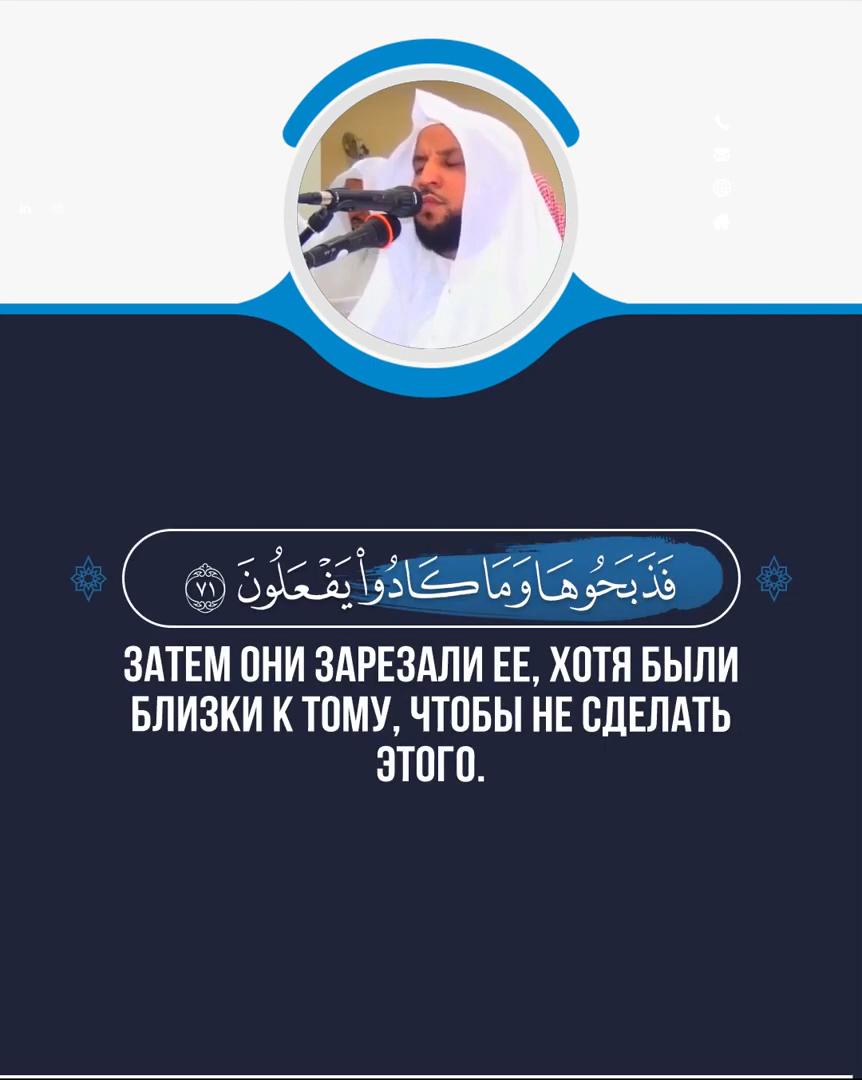 فَذَبَحُوهَا وَمَا كَادُوا۟ يَفْعَلُونَ ٧١
ЗАТЕМ ОНИ ЗАРЕЗАЛИ ЕЕ, ХОТЯ БЫЛИ
БЛИЗКИ К ТОМУ, ЧТОБЫ НЕ СДЕЛАТЬ
ЭТОГО.